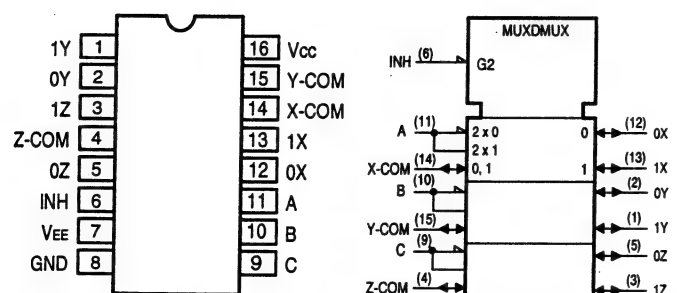 1Y 1 16 Vcc
0Y 2 15 Y-COM
1Z 3 14 X-COM
Z-COM 4 13 1X
0Z 5 12 0X
INH 6 11 A
VEE 7 10 B
GND 8 9 C
MUXDMUX
INH (6) G2
A (11) 2 x 0 0 (12) 0X
2 x 1
X-COM (14) 0, 1 1 (13) 1X
B (10) (2) 0Y
Y-COM (15) (1) 1Y
C (9) (5) 0Z
Z-COM (4) (3) 1Z